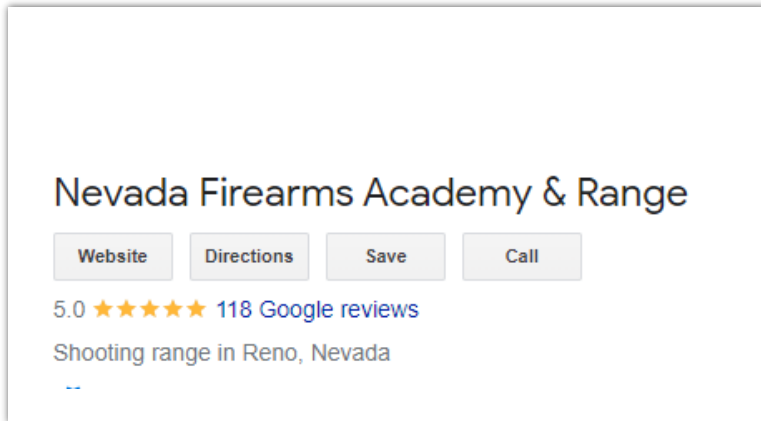 Nevada Firearms Academy & Range
Website Directions Save Call
5.0 ★★★★★ 118 Google reviews
Shooting range in Reno, Nevada